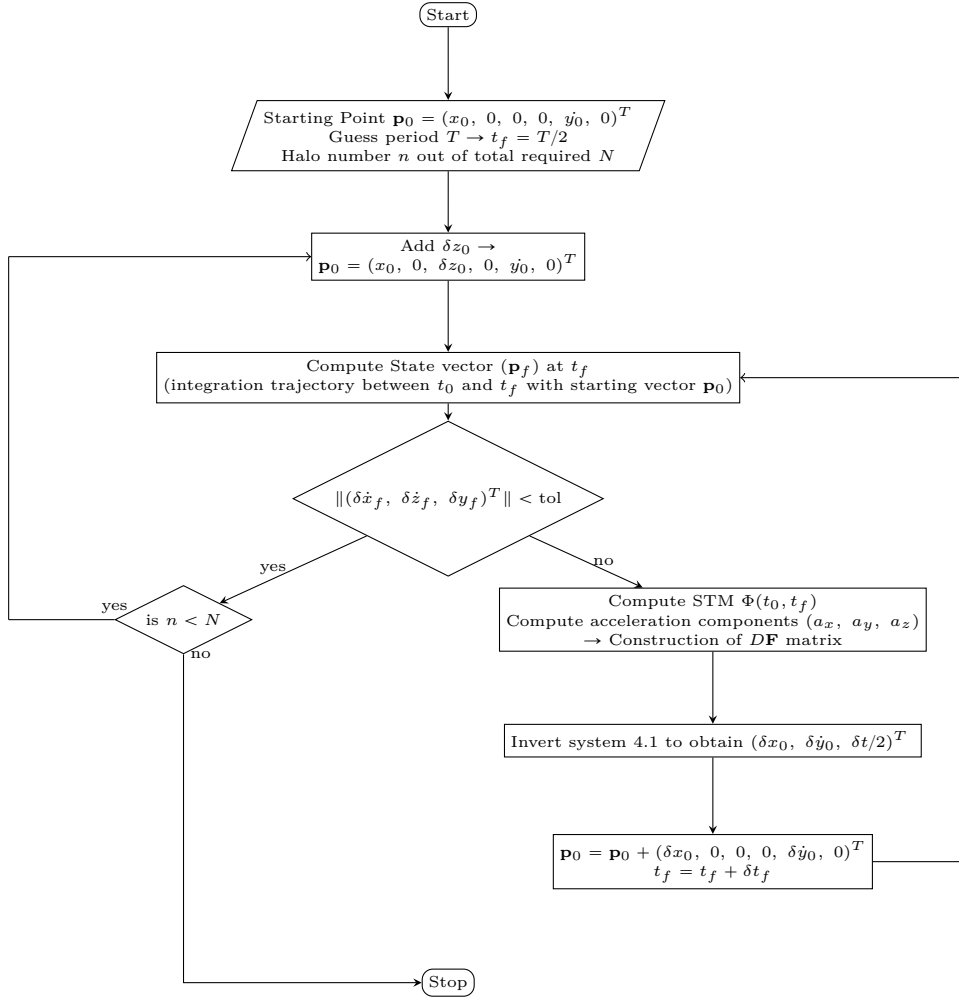 Start
Starting Point p₀ = (x₀, 0, 0, 0, ẏ₀, 0)ᵀ
Guess period T → t_f = T/2
Halo number n out of total required N
Add δz₀ →
p₀ = (x₀, 0, δz₀, 0, ẏ₀, 0)ᵀ
Compute State vector (p_f) at t_f
(integration trajectory between t₀ and t_f with starting vector p₀)
‖(δẋ_f, δż_f, δy_f)ᵀ‖ < tol
yes
no
yes
is n < N
no
Compute STM Φ(t₀, t_f)
Compute acceleration components (aₓ, a_y, a_z)
→ Construction of DF matrix
Invert system 4.1 to obtain (δx₀, δẏ₀, δt/2)ᵀ
p₀ = p₀ + (δx₀, 0, 0, 0, δẏ₀, 0)ᵀ
t_f = t_f + δt_f
Stop